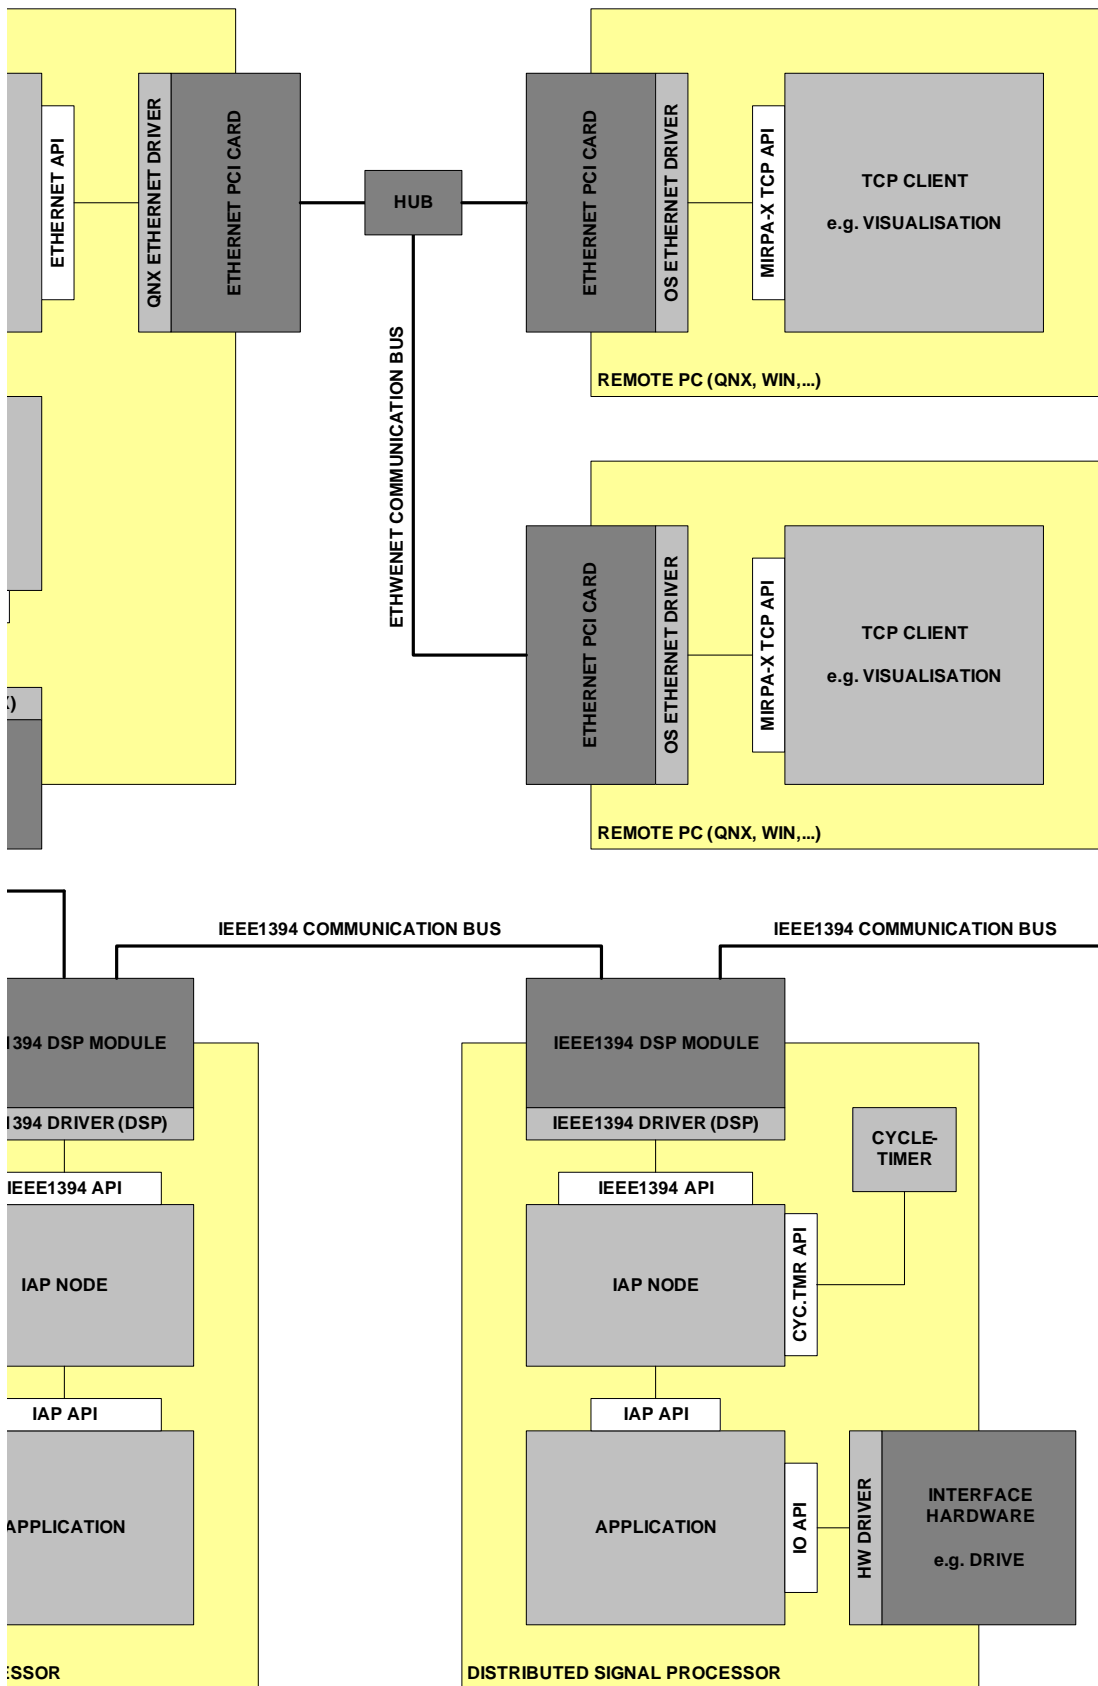 ETHERNET API
QNX ETHERNET DRIVER
ETHERNET PCI CARD
HUB
ETHERNET PCI CARD
OS ETHERNET DRIVER
MIRPA-X TCP API
TCP CLIENT
e.g. VISUALISATION
REMOTE PC (QNX, WIN,...)
ETHWENET COMMUNICATION BUS
ETHERNET PCI CARD
OS ETHERNET DRIVER
MIRPA-X TCP API
TCP CLIENT
e.g. VISUALISATION
REMOTE PC (QNX, WIN,...)
X)
IEEE1394 COMMUNICATION BUS
IEEE1394 COMMUNICATION BUS
1394 DSP MODULE
1394 DRIVER (DSP)
IEEE1394 API
IAP NODE
IAP API
APPLICATION
ESSOR
IEEE1394 DSP MODULE
IEEE1394 DRIVER (DSP)
IEEE1394 API
IAP NODE
CYC.TMR API
CYCLE-
TIMER
IAP API
APPLICATION
IO API
HW DRIVER
INTERFACE
HARDWARE
e.g. DRIVE
DISTRIBUTED SIGNAL PROCESSOR